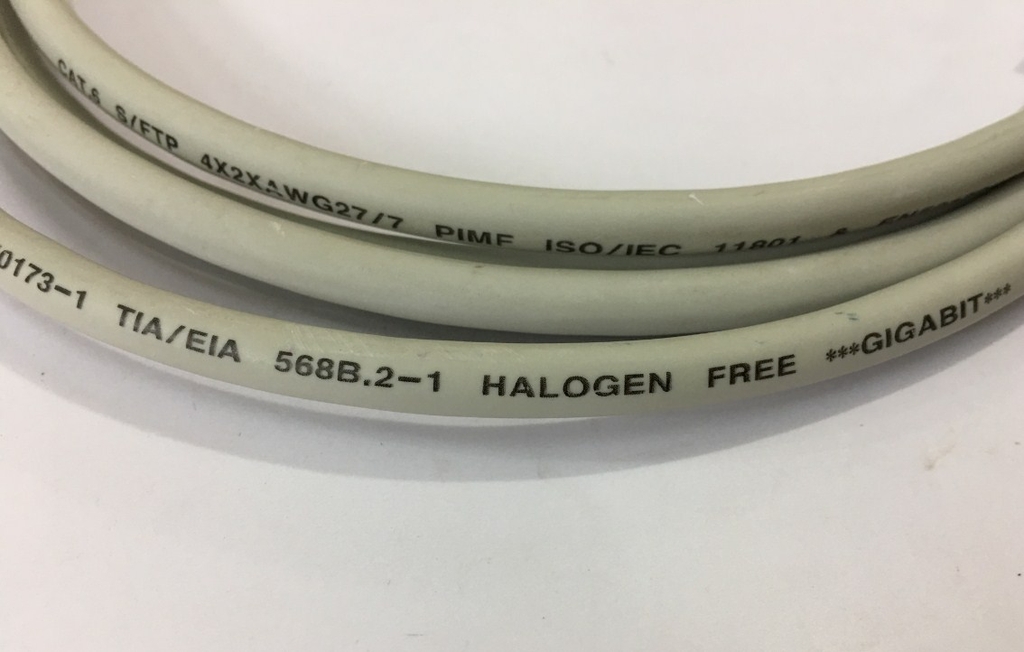 CAT.6 S/FTP 4X2XAWG27/7 PIMF ISO/IEC 11801 &
0173-1 TIA/EIA 568B.2-1 HALOGEN FREE ***GIGABIT***